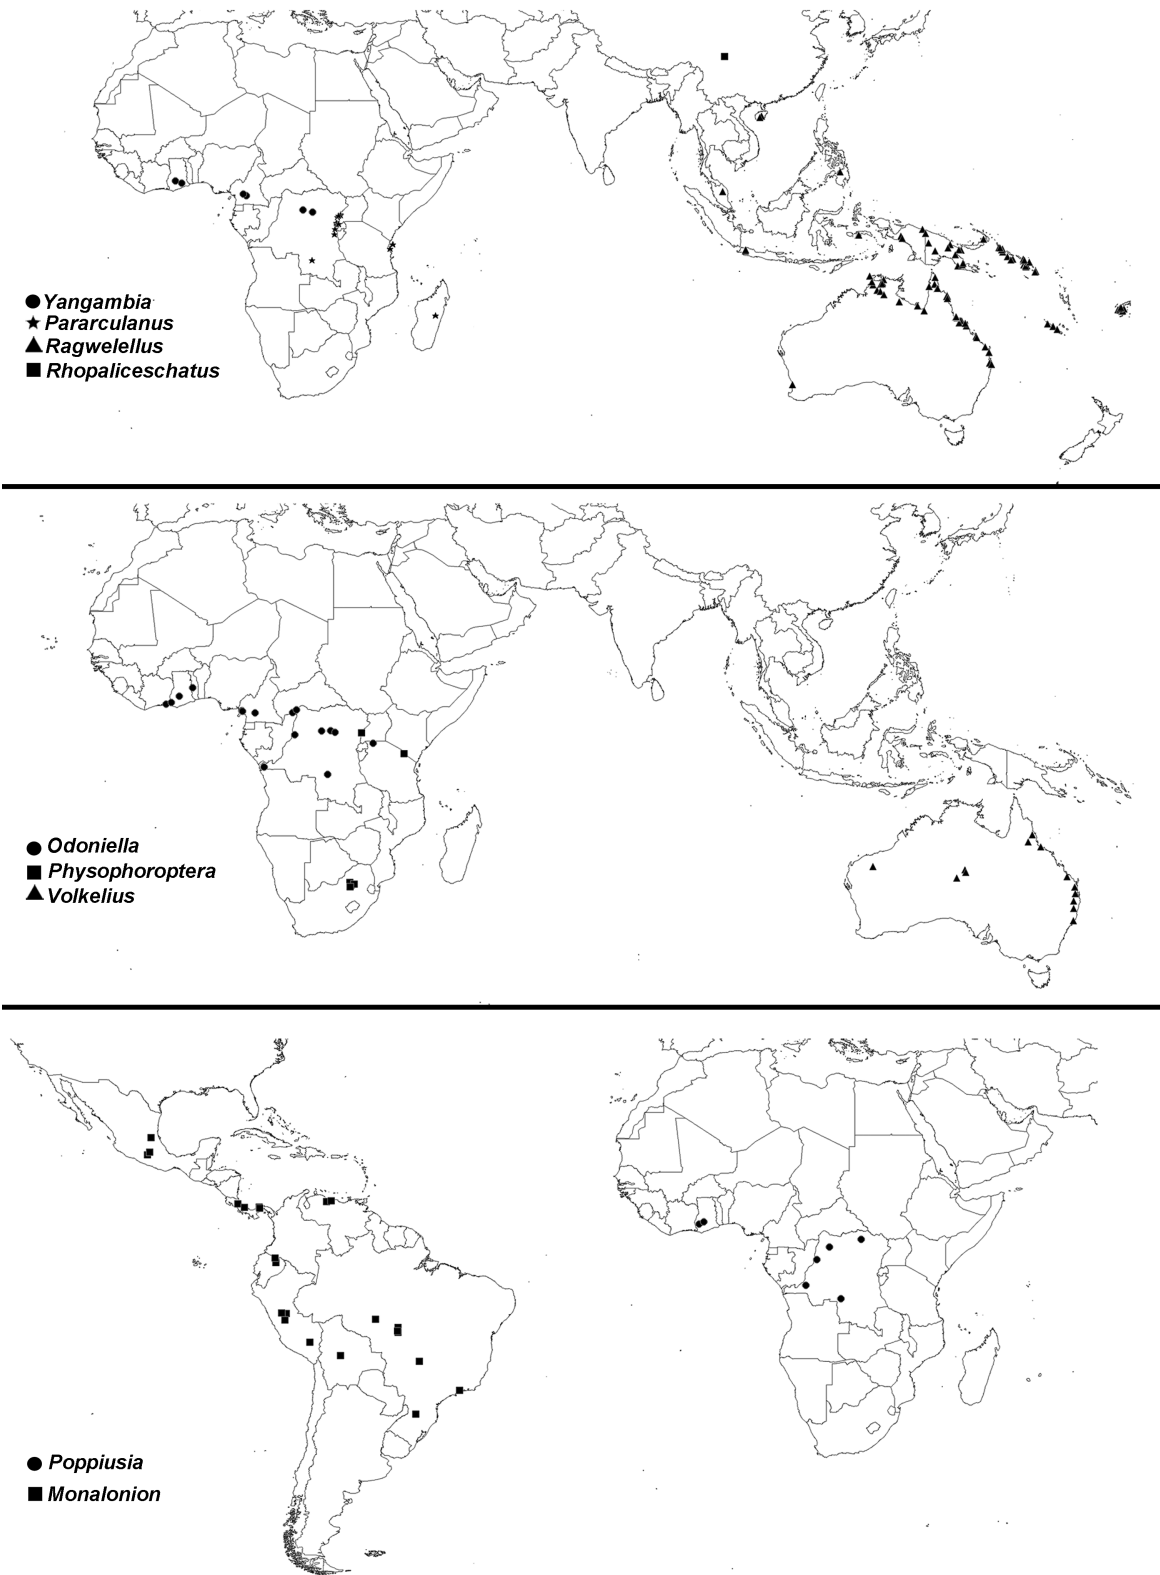 Yangambia
Pararculanus
Ragwelellus
Rhopaliceschatus
Odoniella
Physophoroptera
Volkelius
Poppiusia
Monalonion